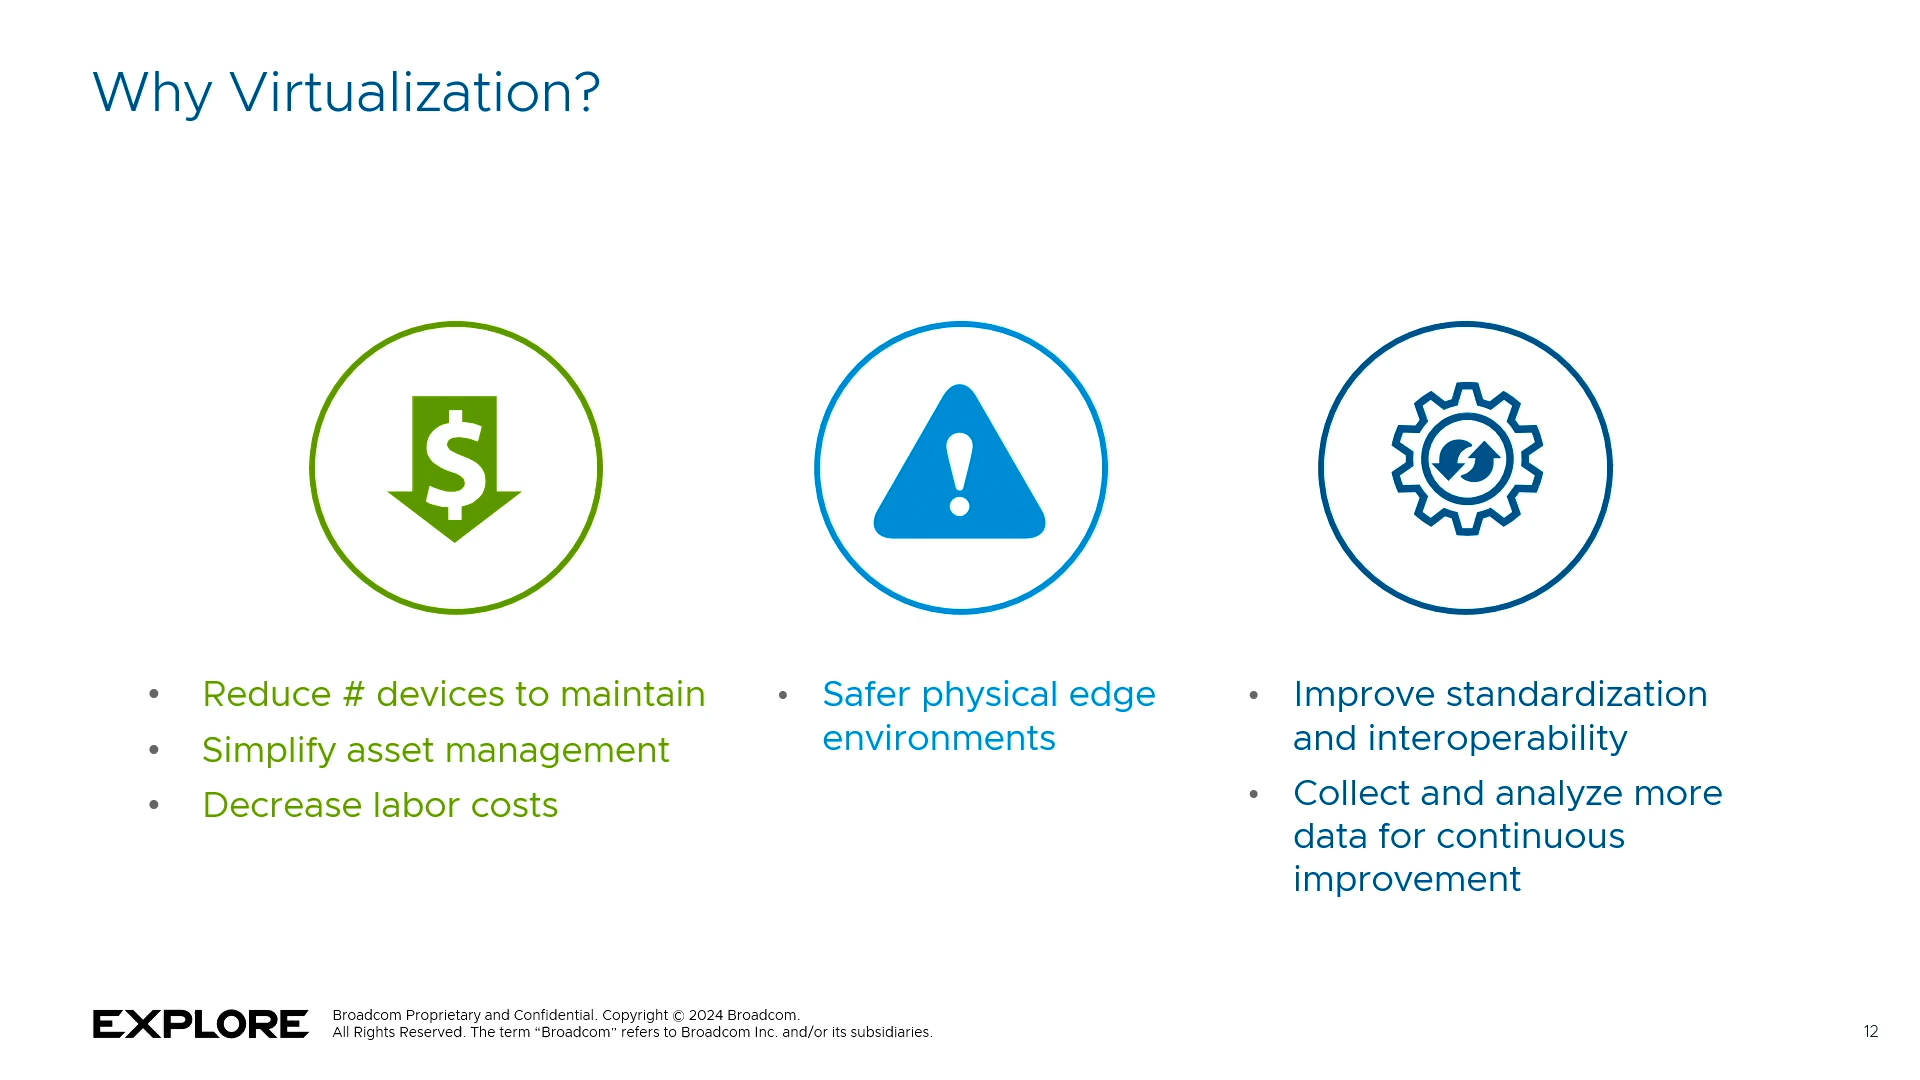 Why Virtualization?
$
!
• Reduce # devices to maintain
• Simplify asset management
• Decrease labor costs
• Safer physical edge
environments
• Improve standardization
and interoperability
• Collect and analyze more
data for continuous
improvement
EXPLORE
Broadcom Proprietary and Confidential. Copyright © 2024 Broadcom.
All Rights Reserved. The term “Broadcom” refers to Broadcom Inc. and/or its subsidiaries.
12